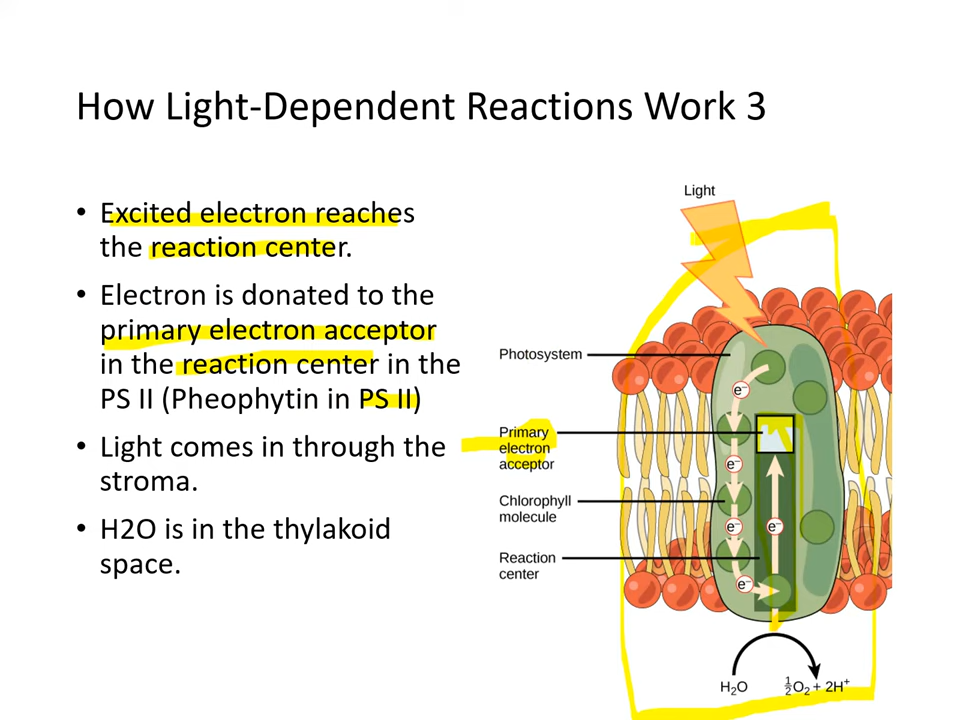 How Light-Dependent Reactions Work 3
• Excited electron reaches
the reaction center.
• Electron is donated to the
primary electron acceptor
in the reaction center in the
PS II (Pheophytin in PS II)
• Light comes in through the
stroma.
• H2O is in the thylakoid
space.
Light
Photosystem
e⁻
Primary
electron
acceptor
e⁻
Chlorophyll
molecule
e⁻
e⁻
Reaction
center
e⁻
H₂O
½O₂ + 2H⁺